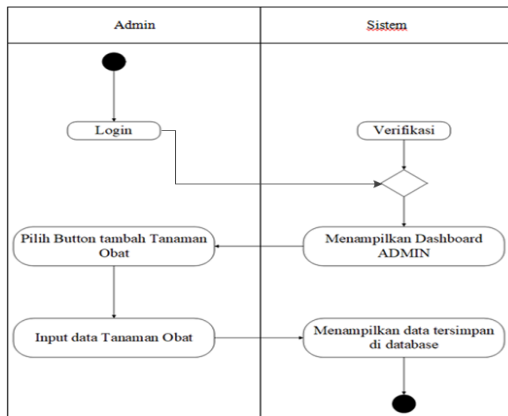 Admin
Sistem
Login
Verifikasi
Pilih Button tambah Tanaman
Obat
Menampilkan Dashboard
ADMIN
Input data Tanaman Obat
Menampilkan data tersimpan
di database